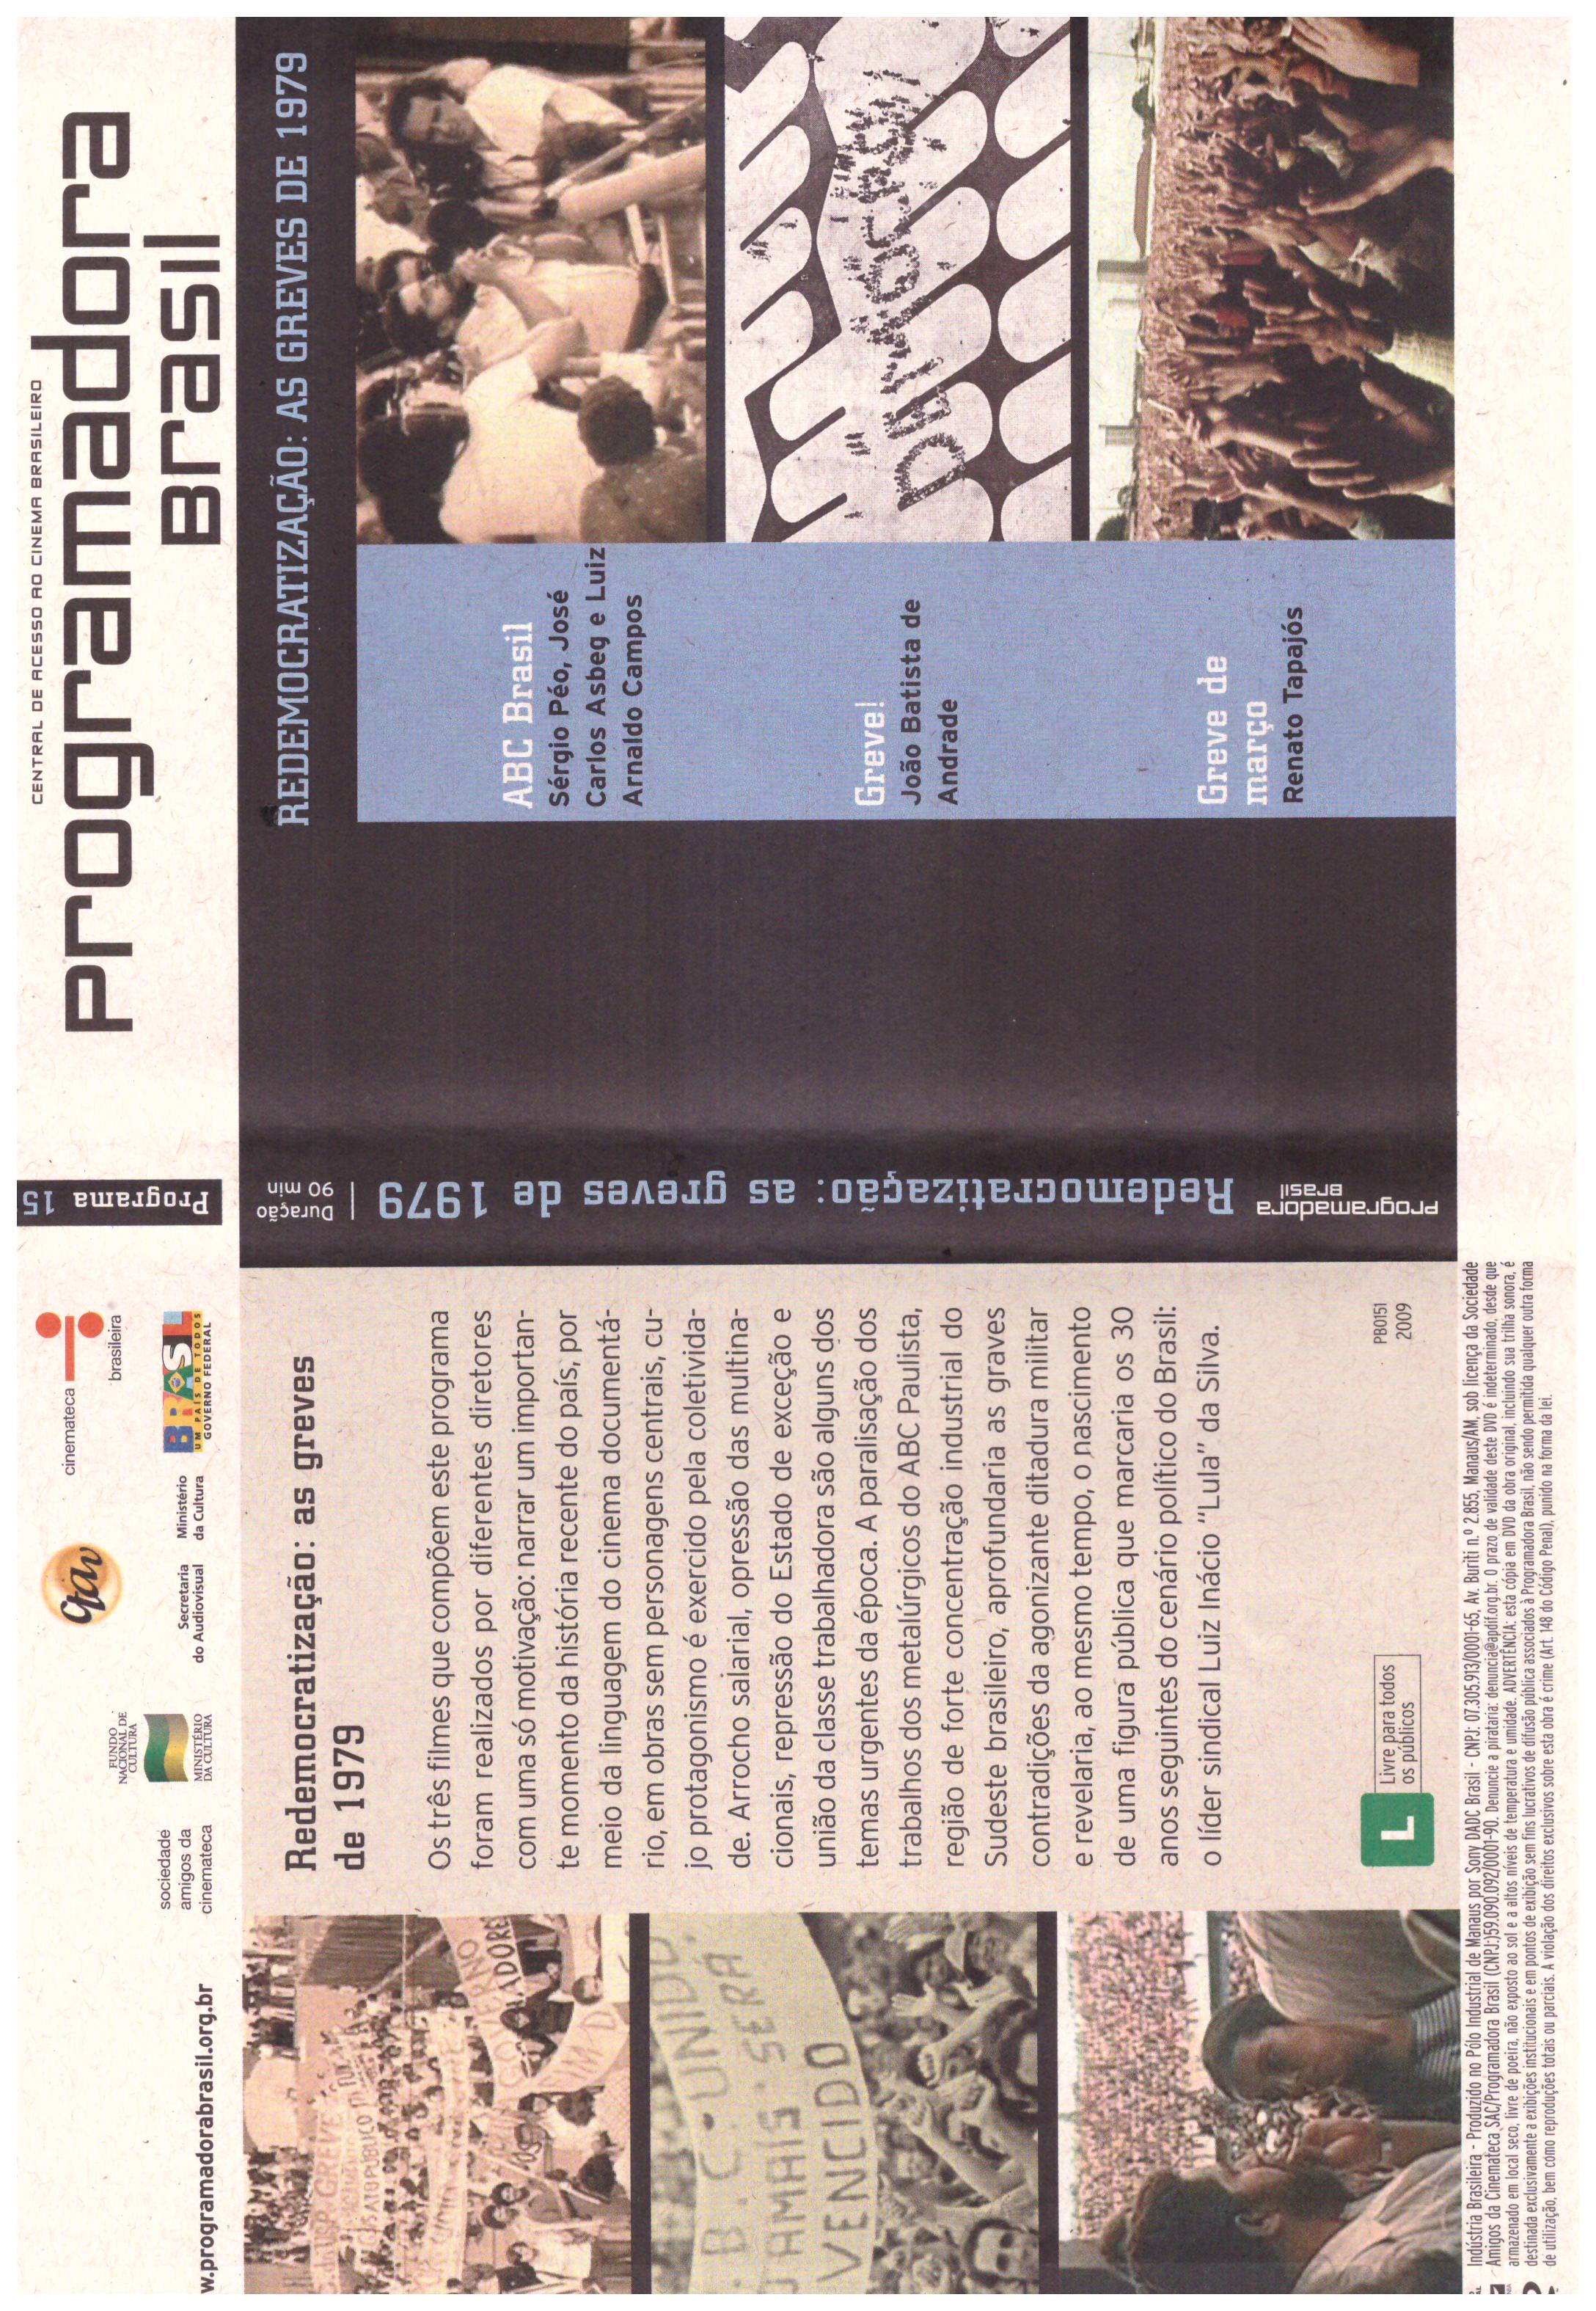 w.programadorabrasil.org.br
sociedade
amigos da
cinemateca
FUNDO
NACIONAL DE
CULTURA
MINISTÉRIO
DA CULTURA
ctav
Secretaria
do Audiovisual
Ministério
da Cultura
cinemateca
brasileira
BRASIL
UM PAÍS DE TODOS
GOVERNO FEDERAL
GREVE
ATO PÚBLICO
GOVERNO
ADORES
.B.C. UNIDO
JAMAIS SERÁ
VENCIDO
Redemocratização: as greves
de 1979
Os três filmes que compõem este programa
foram realizados por diferentes diretores
com uma só motivação: narrar um importan-
te momento da história recente do país, por
meio da linguagem do cinema documentá-
rio, em obras sem personagens centrais, cu-
jo protagonismo é exercido pela coletivida-
de. Arrocho salarial, opressão das multina-
cionais, repressão do Estado de exceção e
união da classe trabalhadora são alguns dos
temas urgentes da época. A paralisação dos
trabalhos dos metalúrgicos do ABC Paulista,
região de forte concentração industrial do
Sudeste brasileiro, aprofundaria as graves
contradições da agonizante ditadura militar
e revelaria, ao mesmo tempo, o nascimento
de uma figura pública que marcaria os 30
anos seguintes do cenário político do Brasil:
o líder sindical Luiz Inácio “Lula” da Silva.
L
Livre para todos
os públicos
PB0151
2009
Indústria Brasileira - Produzido no Pólo Industrial de Manaus por Sony DADC Brasil - CNPJ: 07.305.913/0001-65, Av. Buriti n.º 2.855, Manaus/AM, sob licença da Sociedade
Amigos da Cinemateca SAC/Programadora Brasil (CNPJ:)59.090.092/0001-90. Denuncie a pirataria: denuncia@apdif.org.br. O prazo de validade deste DVD é indeterminado, desde que
armazenado em local seco, livre de poeira, não exposto ao sol e a altos níveis de temperatura e umidade. ADVERTÊNCIA: esta cópia em DVD da obra original, incluindo sua trilha sonora, é
destinada exclusivamente a exibições institucionais e em pontos de exibição sem fins lucrativos de difusão pública associados à Programadora Brasil, não sendo permitida qualquer outra forma
de utilização, bem como reproduções totais ou parciais. A violação dos direitos exclusivos sobre esta obra é crime (Art. 148 do Código Penal), punido na forma da lei.
Programa 15
Duração
90 min
Redemocratização: as greves de 1979
programadora
Brasil
CENTRAL DE ACESSO AO CINEMA BRASILEIRO
programadora
Brasil
REDEMOCRATIZAÇÃO: AS GREVES DE 1979
ABC Brasil
Sérgio Péo, José
Carlos Asbeg e Luiz
Arnaldo Campos
Greve!
João Batista de
Andrade
Greve de
março
Renato Tapajós